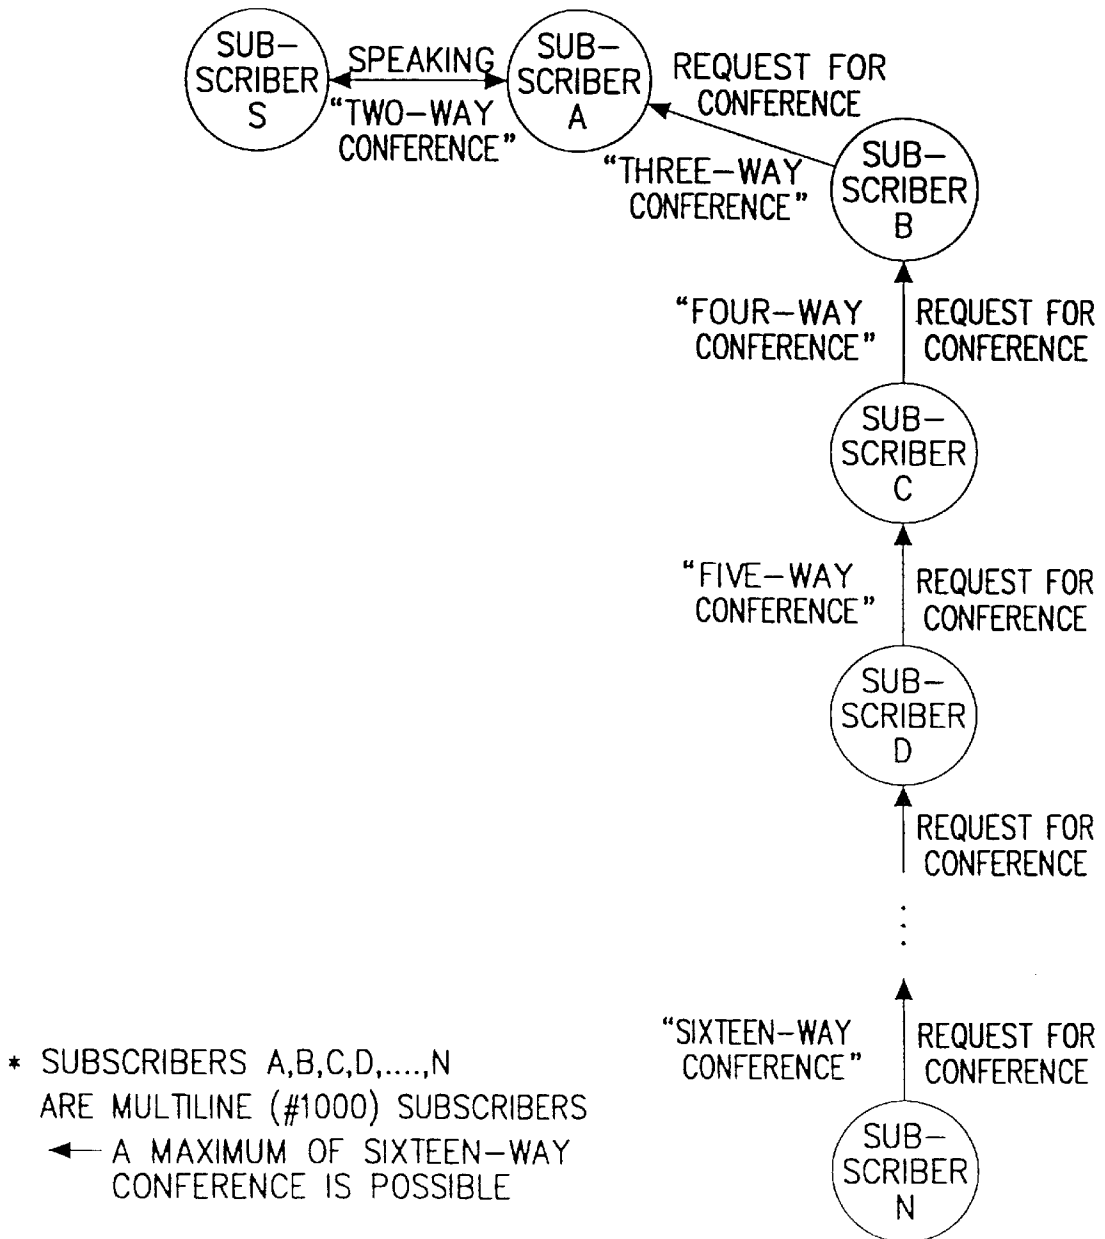 SUB-
SCRIBER
S
SPEAKING
"TWO-WAY
CONFERENCE"
SUB-
SCRIBER
A
REQUEST FOR
CONFERENCE
"THREE-WAY
CONFERENCE"
SUB-
SCRIBER
B
"FOUR-WAY
CONFERENCE"
REQUEST FOR
CONFERENCE
SUB-
SCRIBER
C
"FIVE-WAY
CONFERENCE"
REQUEST FOR
CONFERENCE
SUB-
SCRIBER
D
REQUEST FOR
CONFERENCE
"SIXTEEN-WAY
CONFERENCE"
REQUEST FOR
CONFERENCE
SUB-
SCRIBER
N
* SUBSCRIBERS A,B,C,D,....,N
ARE MULTILINE (#1000) SUBSCRIBERS
A MAXIMUM OF SIXTEEN-WAY
CONFERENCE IS POSSIBLE